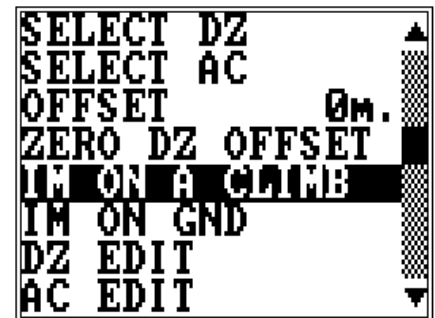 SELECT DZ
SELECT AC
OFFSET 0m.
ZERO DZ OFFSET
IM ON A CLIMB
IM ON GND
DZ EDIT
AC EDIT